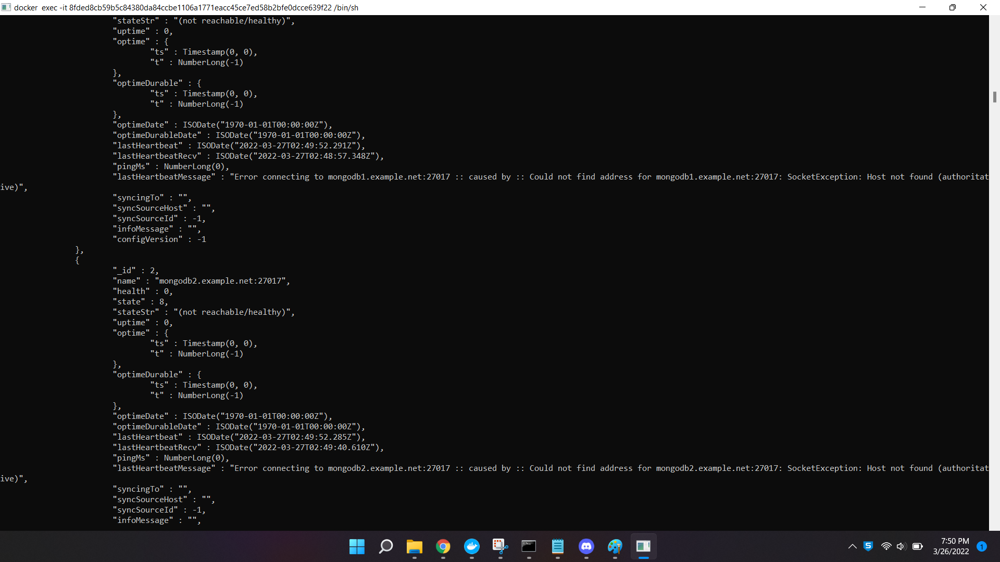 docker  exec -it 8fded8cb59b5c84380da84ccbe1106a1771eacc45ce7ed58b2bfe0dcce639f22 /bin/sh
"stateStr" : "(not reachable/healthy)",
"uptime" : 0,
"optime" : {
"ts" : Timestamp(0, 0),
"t" : NumberLong(-1)
},
"optimeDurable" : {
"ts" : Timestamp(0, 0),
"t" : NumberLong(-1)
},
"optimeDate" : ISODate("1970-01-01T00:00:00Z"),
"optimeDurableDate" : ISODate("1970-01-01T00:00:00Z"),
"lastHeartbeat" : ISODate("2022-03-27T02:49:52.291Z"),
"lastHeartbeatRecv" : ISODate("2022-03-27T02:48:57.348Z"),
"pingMs" : NumberLong(0),
"lastHeartbeatMessage" : "Error connecting to mongodb1.example.net:27017 :: caused by :: Could not find address for mongodb1.example.net:27017: SocketException: Host not found (authoritat
ive)",
"syncingTo" : "",
"syncSourceHost" : "",
"syncSourceId" : -1,
"infoMessage" : "",
"configVersion" : -1
},
{
"_id" : 2,
"name" : "mongodb2.example.net:27017",
"health" : 0,
"state" : 8,
"stateStr" : "(not reachable/healthy)",
"uptime" : 0,
"optime" : {
"ts" : Timestamp(0, 0),
"t" : NumberLong(-1)
},
"optimeDurable" : {
"ts" : Timestamp(0, 0),
"t" : NumberLong(-1)
},
"optimeDate" : ISODate("1970-01-01T00:00:00Z"),
"optimeDurableDate" : ISODate("1970-01-01T00:00:00Z"),
"lastHeartbeat" : ISODate("2022-03-27T02:49:52.285Z"),
"lastHeartbeatRecv" : ISODate("2022-03-27T02:49:40.610Z"),
"pingMs" : NumberLong(0),
"lastHeartbeatMessage" : "Error connecting to mongodb2.example.net:27017 :: caused by :: Could not find address for mongodb2.example.net:27017: SocketException: Host not found (authoritat
ive)",
"syncingTo" : "",
"syncSourceHost" : "",
"syncSourceId" : -1,
"infoMessage" : "",
S
7:50 PM
3/26/2022
1